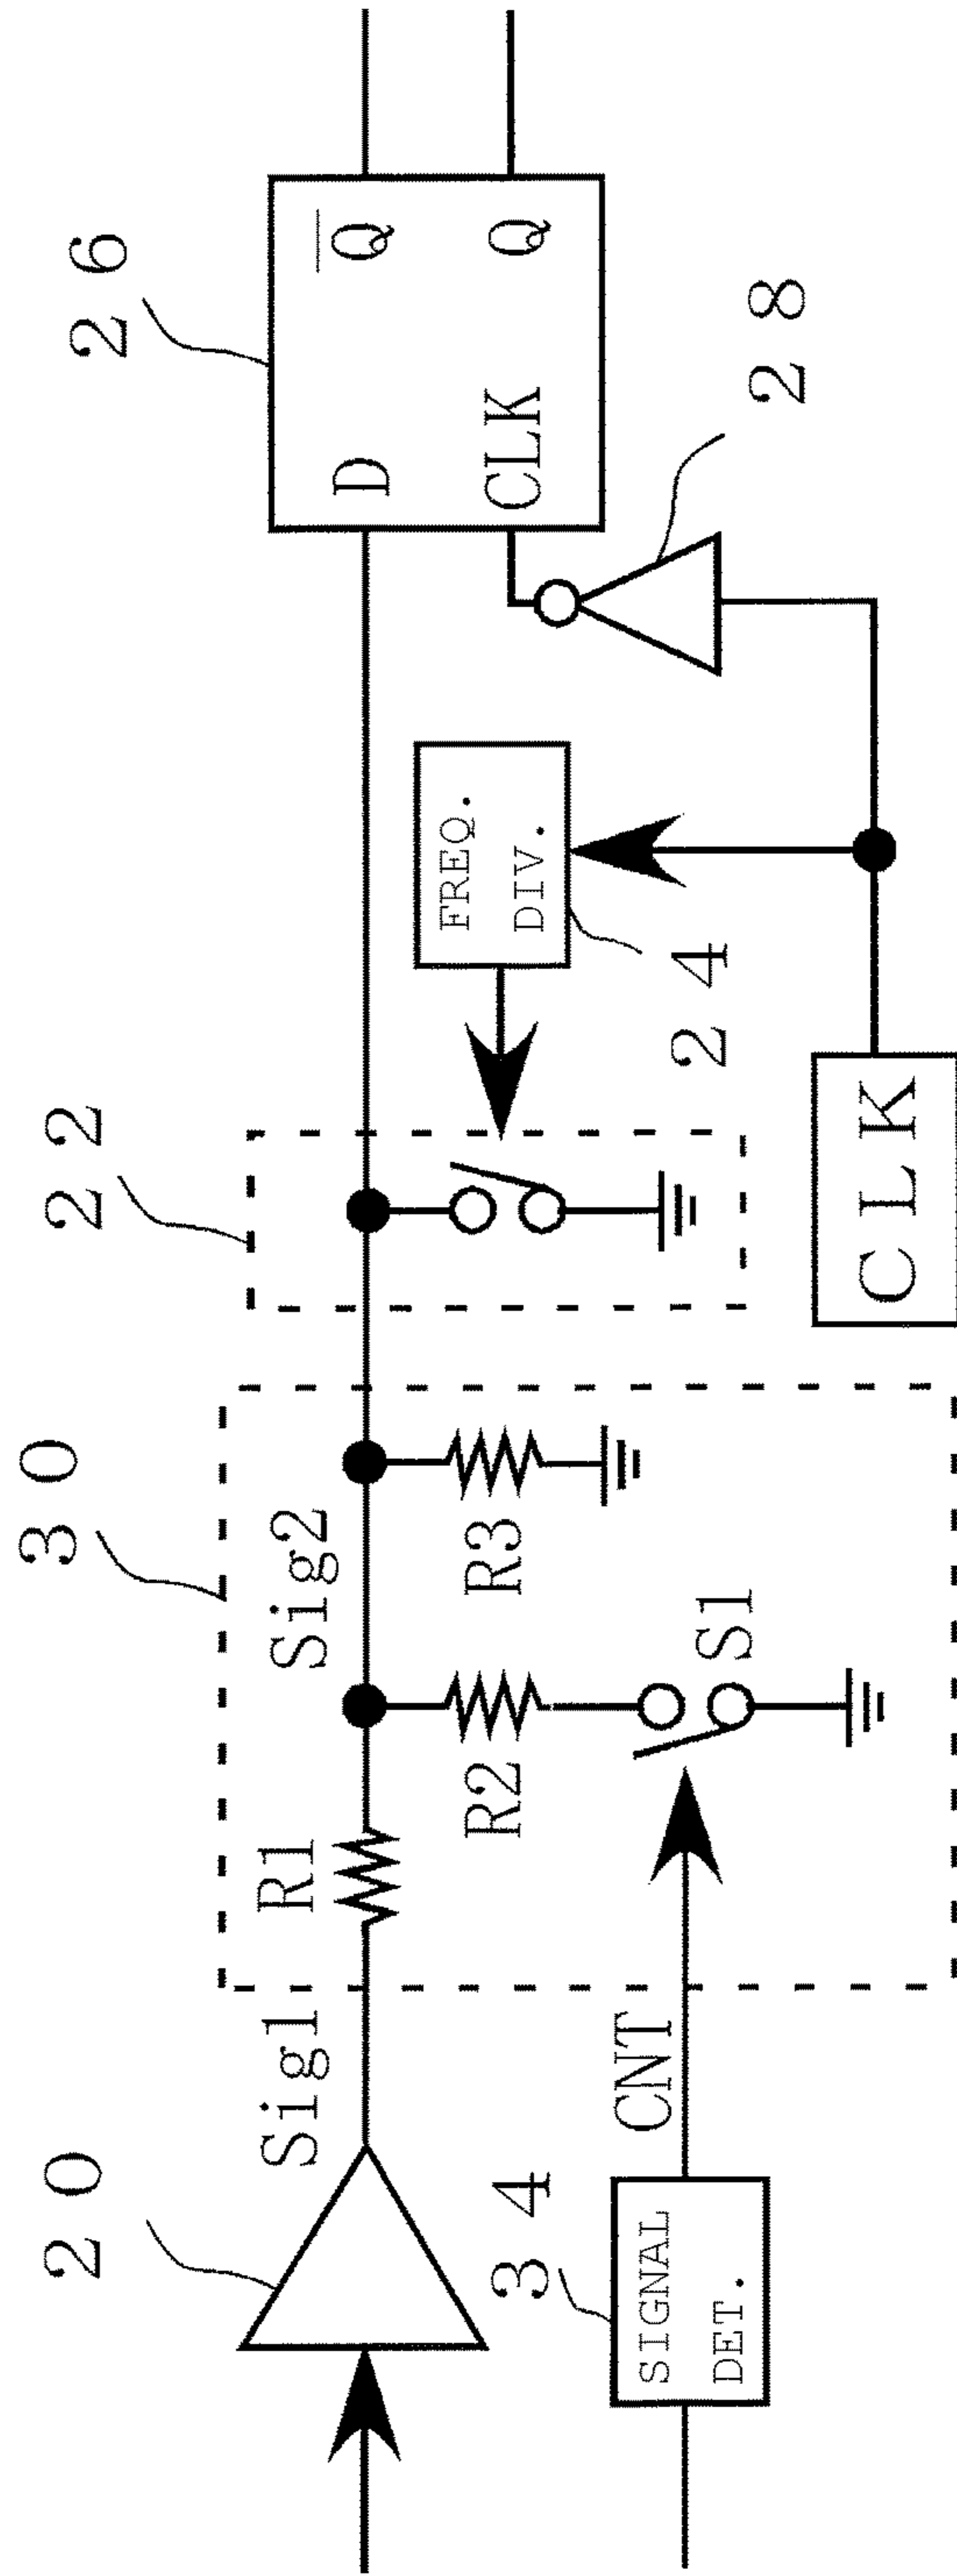 30
22
26
20
Sig1
R1
Sig2
D
Q
R2
R3
CLK
Q
34
CNT
S1
FREQ.
DIV.
24
28
SIGNAL
DET.
CLK